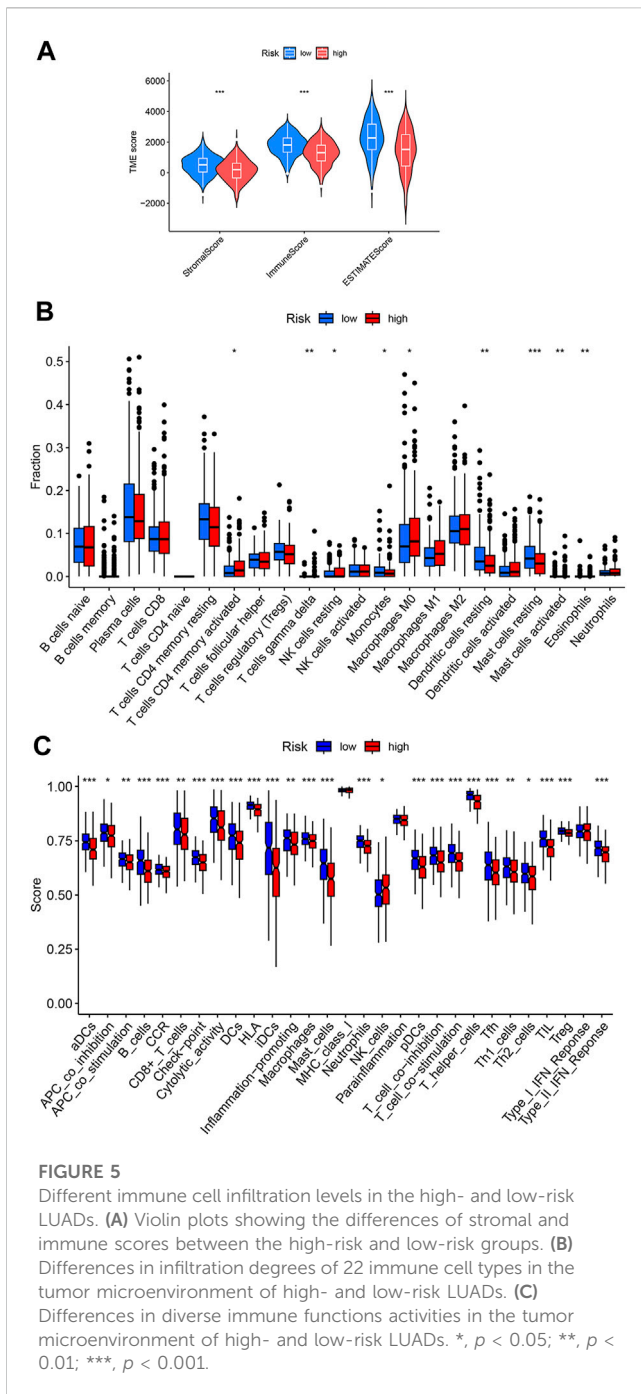 A
Risk low high
*** *** ***
6000
4000
2000
0
−2000
TME score
StromalScore
ImmuneScore
ESTIMATEScore
B
Risk low high
* ** * * * ** *** ** **
0.5
0.4
0.3
0.2
0.1
0.0
Fraction
B cells naive
B cells memory
Plasma cells
T cells CD8
T cells CD4 naive
T cells CD4 memory resting
T cells CD4 memory activated
T cells follicular helper
T cells regulatory (Tregs)
T cells gamma delta
NK cells resting
NK cells activated
Monocytes
Macrophages M0
Macrophages M1
Macrophages M2
Dendritic cells resting
Dendritic cells activated
Mast cells resting
Mast cells activated
Eosinophils
Neutrophils
C
Risk low high
*** * ** *** *** ** *** *** *** *** *** ** *** *** *** * *** *** *** *** *** ** * *** *** ***
1.00
0.75
0.50
0.25
0.00
Score
aDCs
APC_co_inhibition
APC_co_stimulation
B_cells
CCR
CD8+_T_cells
Check-point
Cytolytic_activity
DCs
HLA
iDCs
Inflammation-promoting
Macrophages
Mast_cells
MHC_class_I
Neutrophils
NK_cells
Parainflammation
pDCs
T_cell_co-inhibition
T_cell_co-stimulation
T_helper_cells
Tfh
Th1_cells
Th2_cells
TIL
Treg
Type_I_IFN_Reponse
Type_II_IFN_Reponse
FIGURE 5
Different immune cell infiltration levels in the high- and low-risk
LUADs. (A) Violin plots showing the differences of stromal and
immune scores between the high-risk and low-risk groups. (B)
Differences in infiltration degrees of 22 immune cell types in the
tumor microenvironment of high- and low-risk LUADs. (C)
Differences in diverse immune functions activities in the tumor
microenvironment of high- and low-risk LUADs. *, p < 0.05; **, p <
0.01; ***, p < 0.001.